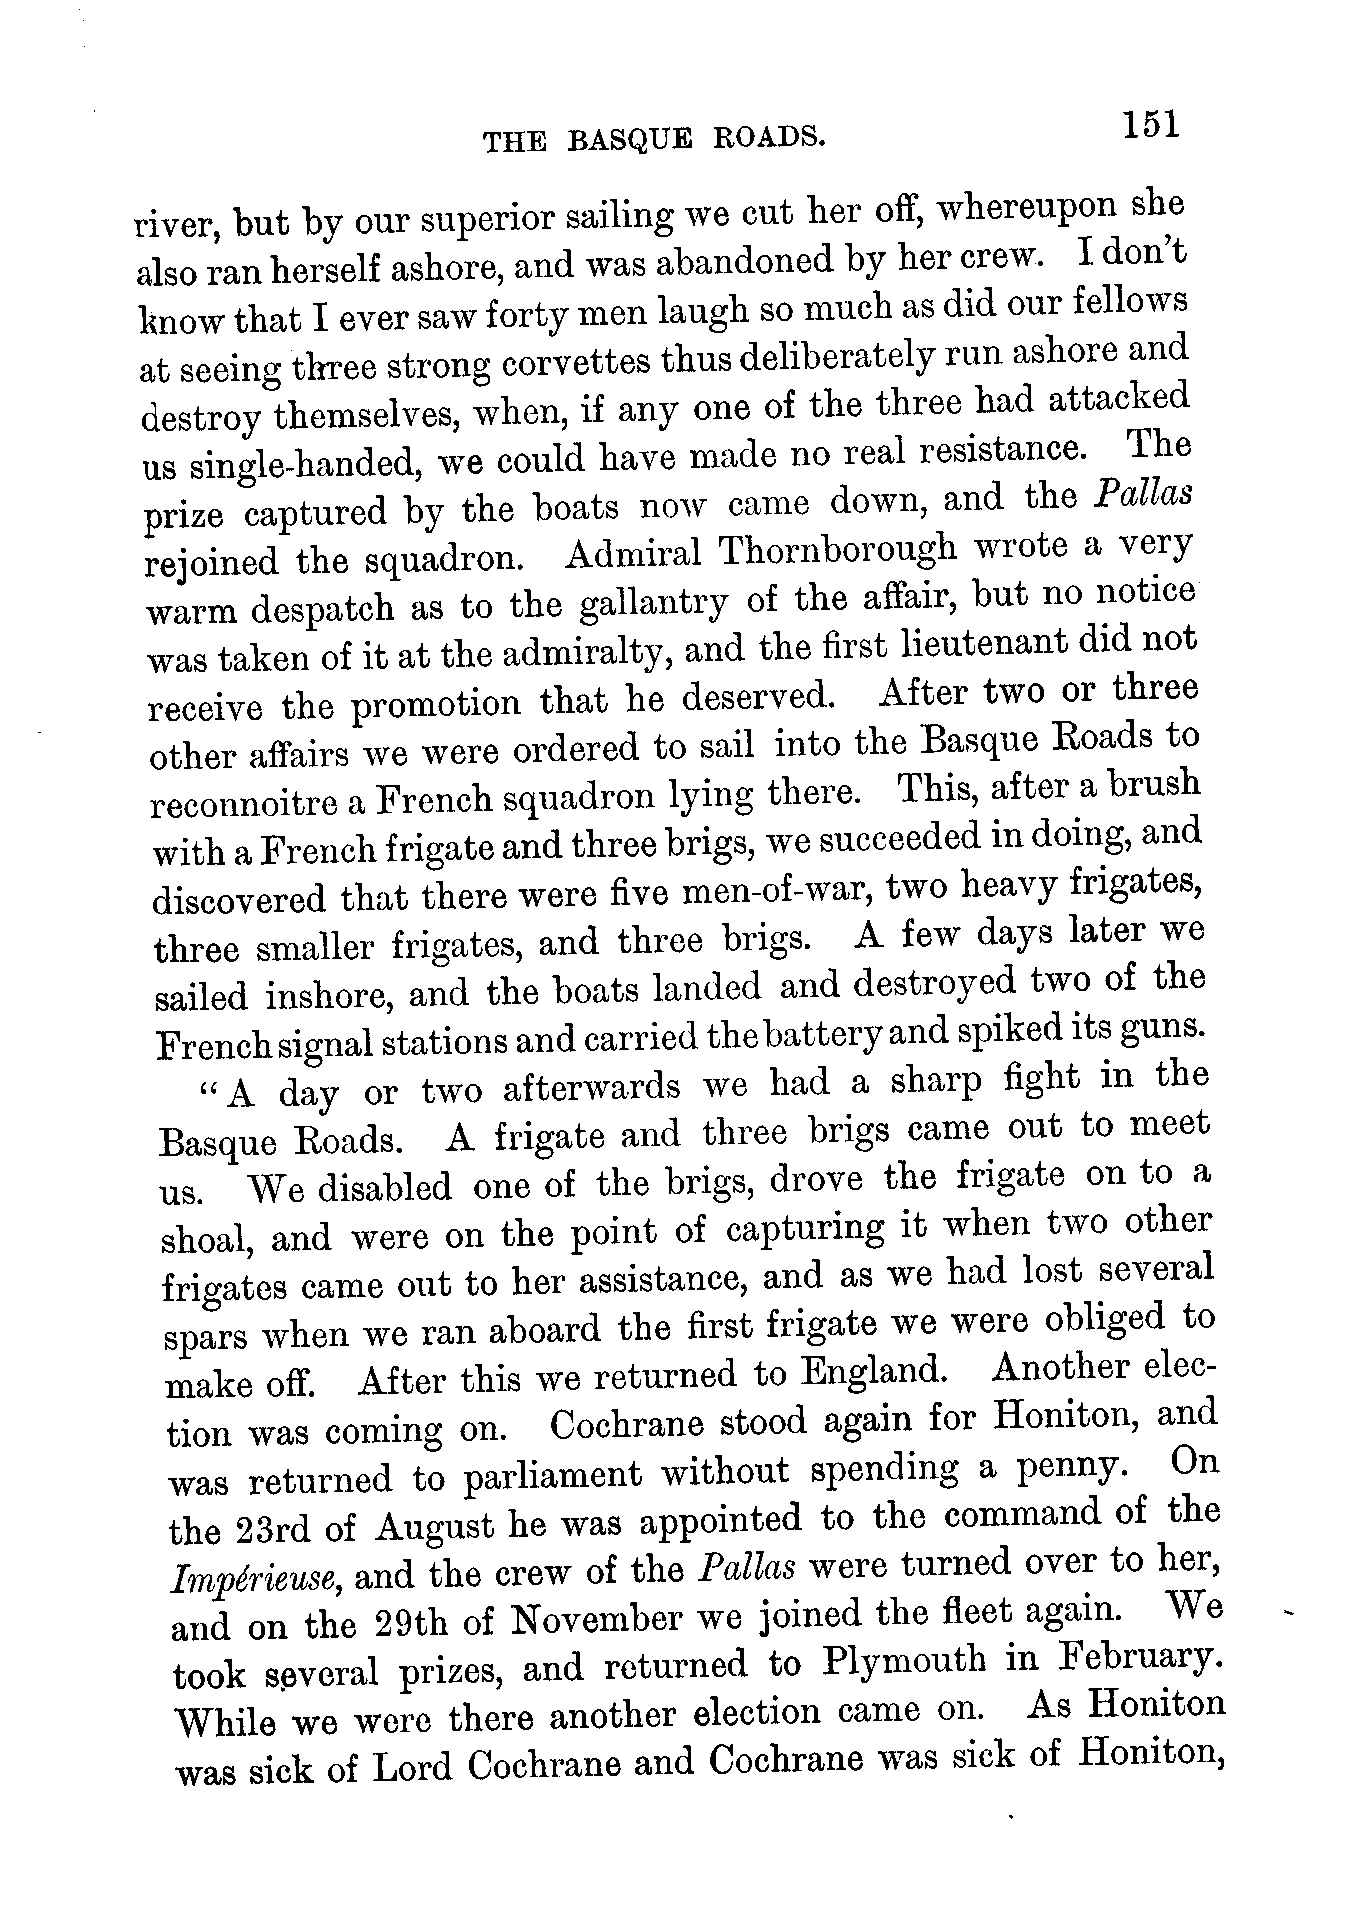 THE BASQUE ROADS. 151
river, but by our superior sailing we cut her off, whereupon she
also ran herself ashore, and was abandoned by her crew. I don't
know that I ever saw forty men laugh so much as did our fellows
at seeing three strong corvettes thus deliberately run ashore and
destroy themselves, when, if any one of the three had attacked
us single-handed, we could have made no real resistance. The
prize captured by the boats now came down, and the Pallas
rejoined the squadron. Admiral Thornborough wrote a very
warm despatch as to the gallantry of the affair, but no notice
was taken of it at the admiralty, and the first lieutenant did not
receive the promotion that he deserved. After two or three
other affairs we were ordered to sail into the Basque Roads to
reconnoitre a French squadron lying there. This, after a brush
with a French frigate and three brigs, we succeeded in doing, and
discovered that there were five men-of-war, two heavy frigates,
three smaller frigates, and three brigs. A few days later we
sailed inshore, and the boats landed and destroyed two of the
French signal stations and carried the battery and spiked its guns.
"A day or two afterwards we had a sharp fight in the
Basque Roads. A frigate and three brigs came out to meet
us. We disabled one of the brigs, drove the frigate on to a
shoal, and were on the point of capturing it when two other
frigates came out to her assistance, and as we had lost several
spars when we ran aboard the first frigate we were obliged to
make off. After this we returned to England. Another elec-
tion was coming on. Cochrane stood again for Honiton, and
was returned to parliament without spending a penny. On
the 23rd of August he was appointed to the command of the
Impérieuse, and the crew of the Pallas were turned over to her,
and on the 29th of November we joined the fleet again. We
took several prizes, and returned to Plymouth in February.
While we were there another election came on. As Honiton
was sick of Lord Cochrane and Cochrane was sick of Honiton,